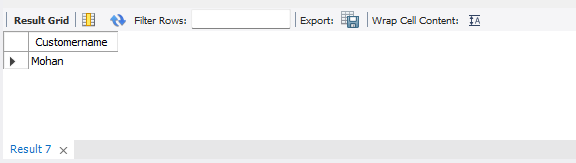 Result Grid Filter Rows: Export: Wrap Cell Content:
Customername
Mohan
Result 7